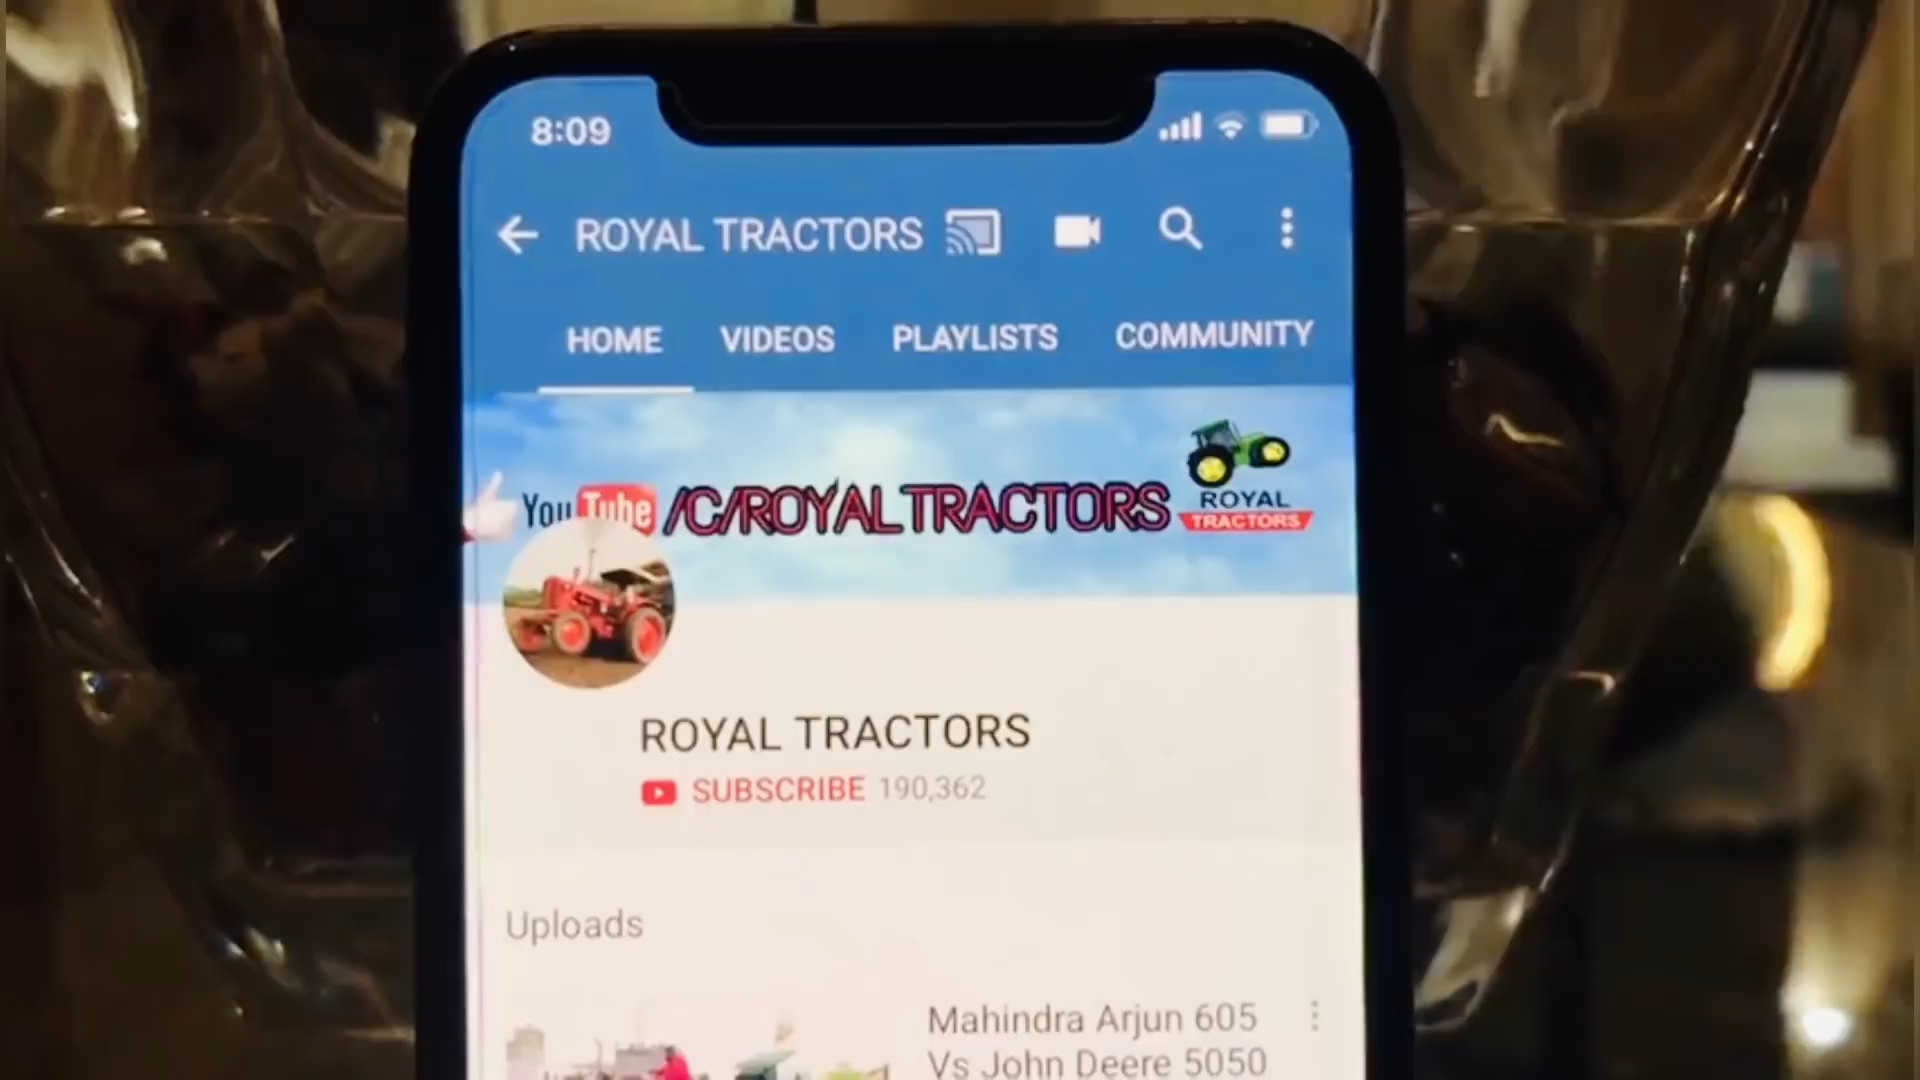 8:09
ROYAL TRACTORS
HOME VIDEOS PLAYLISTS COMMUNITY
YouTube /C/ROYAL TRACTORS
ROYAL
TRACTORS
ROYAL TRACTORS
SUBSCRIBE 190,362
Uploads
Mahindra Arjun 605
Vs John Deere 5050